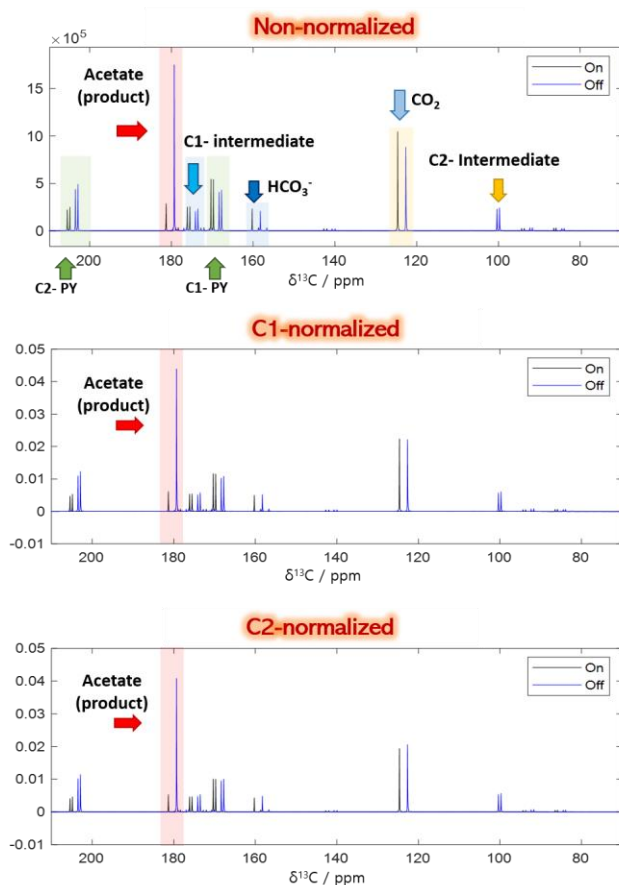 Non-normalized
×10⁵
Acetate
(product)
C1- intermediate
HCO₃⁻
CO₂
C2- Intermediate
On
Off
15
10
5
0
200 180 160 140 120 100 80
C2- PY
C1- PY
δ¹³C / ppm
C1-normalized
0.05
0.04
0.03
0.02
0.01
0
-0.01
Acetate
(product)
On
Off
200 180 160 140 120 100 80
δ¹³C / ppm
C2-normalized
0.05
0.04
0.03
0.02
0.01
0
-0.01
Acetate
(product)
On
Off
200 180 160 140 120 100 80
δ¹³C / ppm